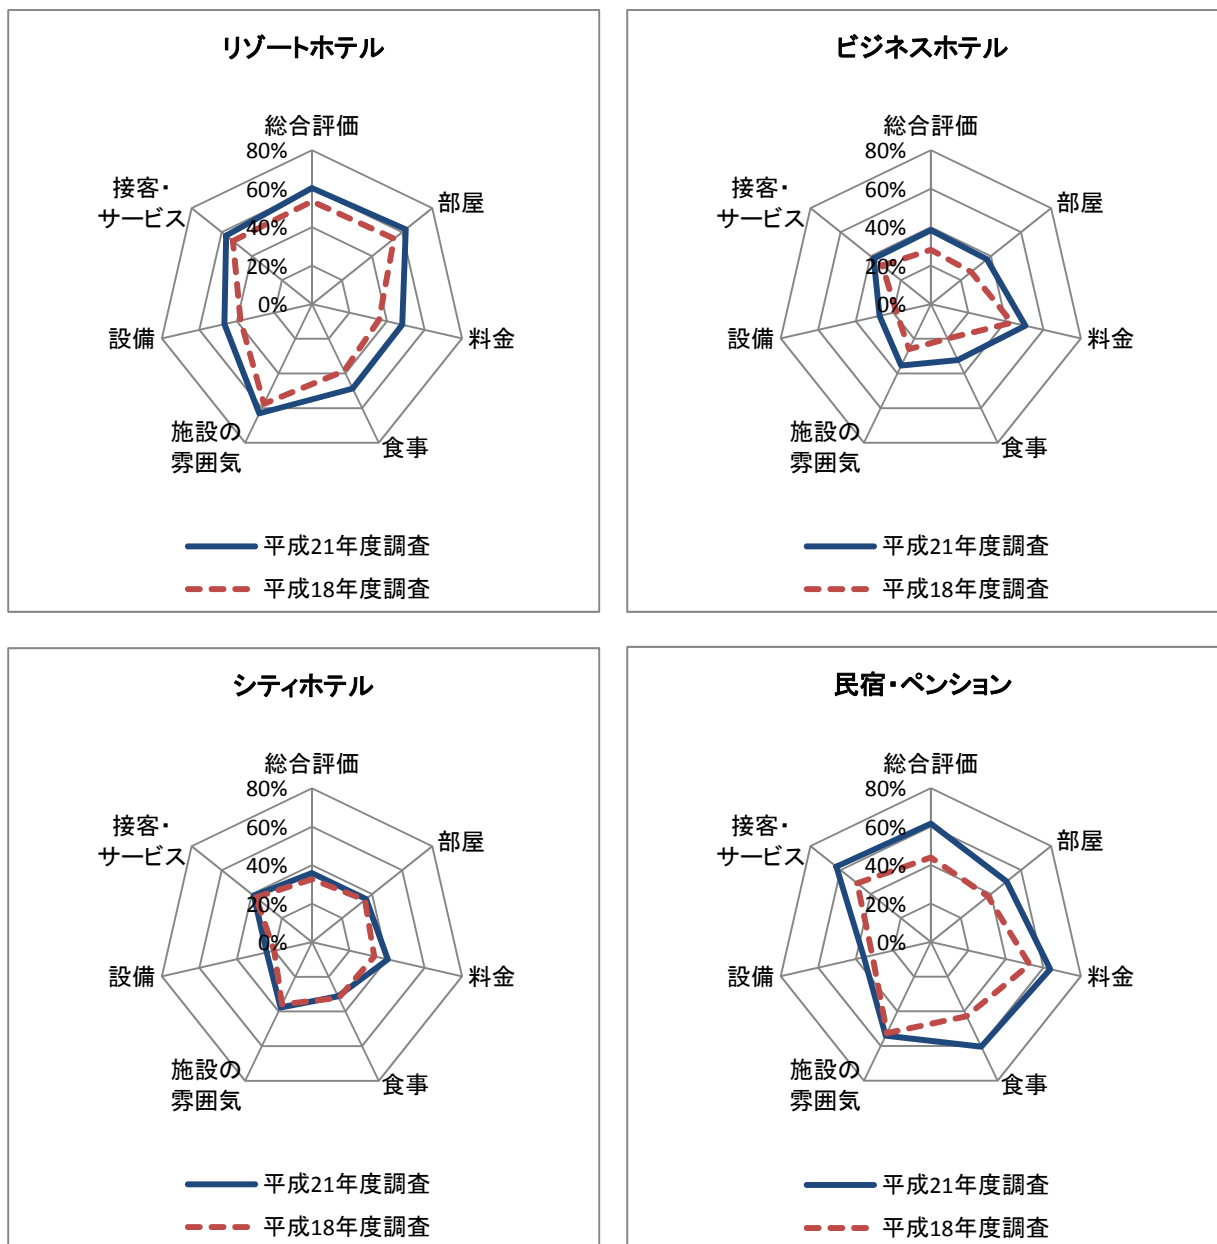 リゾートホテル
総合評価
80%
60%
40%
20%
0%
部屋
料金
食事
施設の
雰囲気
設備
接客・
サービス
平成21年度調査
平成18年度調査
ビジネスホテル
総合評価
80%
60%
40%
20%
0%
部屋
料金
食事
施設の
雰囲気
設備
接客・
サービス
平成21年度調査
平成18年度調査
シティホテル
総合評価
80%
60%
40%
20%
0%
部屋
料金
食事
施設の
雰囲気
設備
接客・
サービス
平成21年度調査
平成18年度調査
民宿・ペンション
総合評価
80%
60%
40%
20%
0%
部屋
料金
食事
施設の
雰囲気
設備
接客・
サービス
平成21年度調査
平成18年度調査